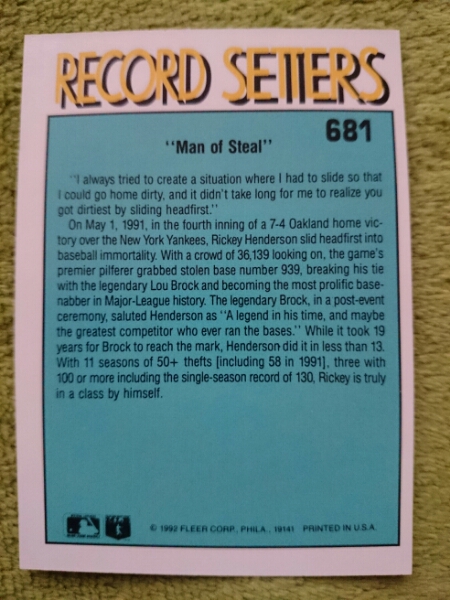 RECORD SETTERS
681
"Man of Steal"
"I always tried to create a situation where I had to slide so that
I could go home dirty, and it didn't take long for me to realize you
got dirtiest by sliding headfirst."
On May 1, 1991, in the fourth inning of a 7-4 Oakland home vic-
tory over the New York Yankees, Rickey Henderson slid headfirst into
baseball immortality. With a crowd of 36,139 looking on, the game's
premier pilferer grabbed stolen base number 939, breaking his tie
with the legendary Lou Brock and becoming the most prolific base-
nabber in Major-League history. The legendary Brock, in a post-event
ceremony, saluted Henderson as "A legend in his time, and maybe
the greatest competitor who ever ran the bases." While it took 19
years for Brock to reach the mark, Henderson did it in less than 13.
With 11 seasons of 50+ thefts [including 58 in 1991], three with
100 or more including the single-season record of 130, Rickey is truly
in a class by himself.
© 1992 FLEER CORP., PHILA., 19141 PRINTED IN U.S.A.